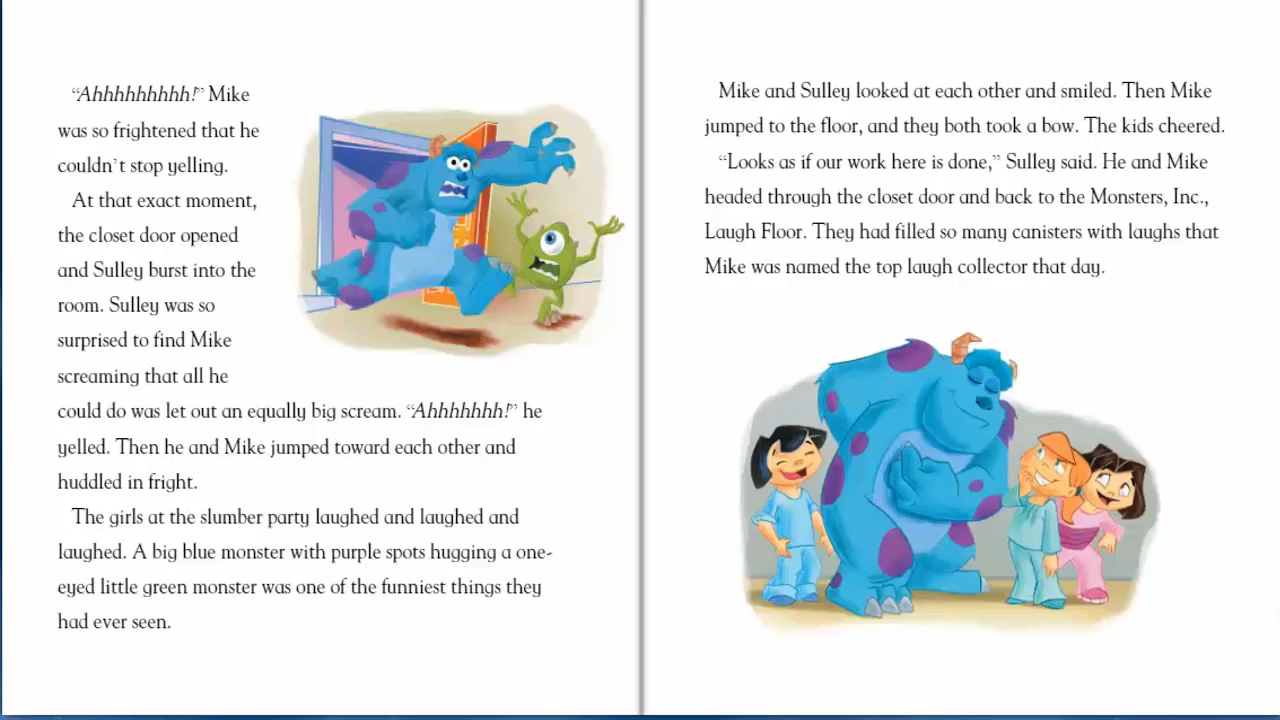 “Ahhhhhhhhh!” Mike
was so frightened that he
couldn’t stop yelling.
At that exact moment,
the closet door opened
and Sulley burst into the
room. Sulley was so
surprised to find Mike
screaming that all he
could do was let out an equally big scream. “Ahhhhhhh!” he
yelled. Then he and Mike jumped toward each other and
huddled in fright.
The girls at the slumber party laughed and laughed and
laughed. A big blue monster with purple spots hugging a one-
eyed little green monster was one of the funniest things they
had ever seen.
Mike and Sulley looked at each other and smiled. Then Mike
jumped to the floor, and they both took a bow. The kids cheered.
“Looks as if our work here is done,” Sulley said. He and Mike
headed through the closet door and back to the Monsters, Inc.,
Laugh Floor. They had filled so many canisters with laughs that
Mike was named the top laugh collector that day.